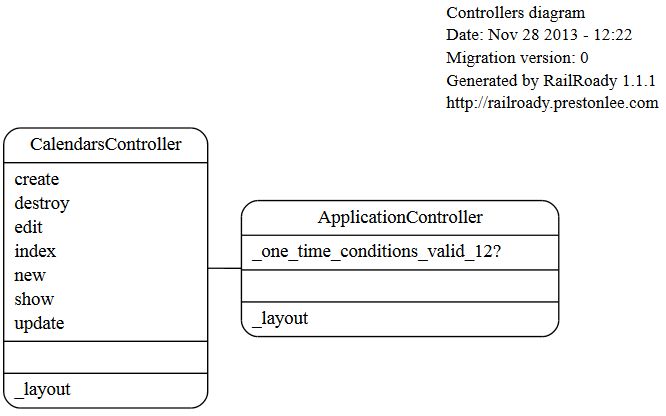 Controllers diagram
Date: Nov 28 2013 - 12:22
Migration version: 0
Generated by RailRoady 1.1.1
http://railroady.prestonlee.com
CalendarsController
create
destroy
edit
index
new
show
update
_layout
ApplicationController
_one_time_conditions_valid_12?
_layout